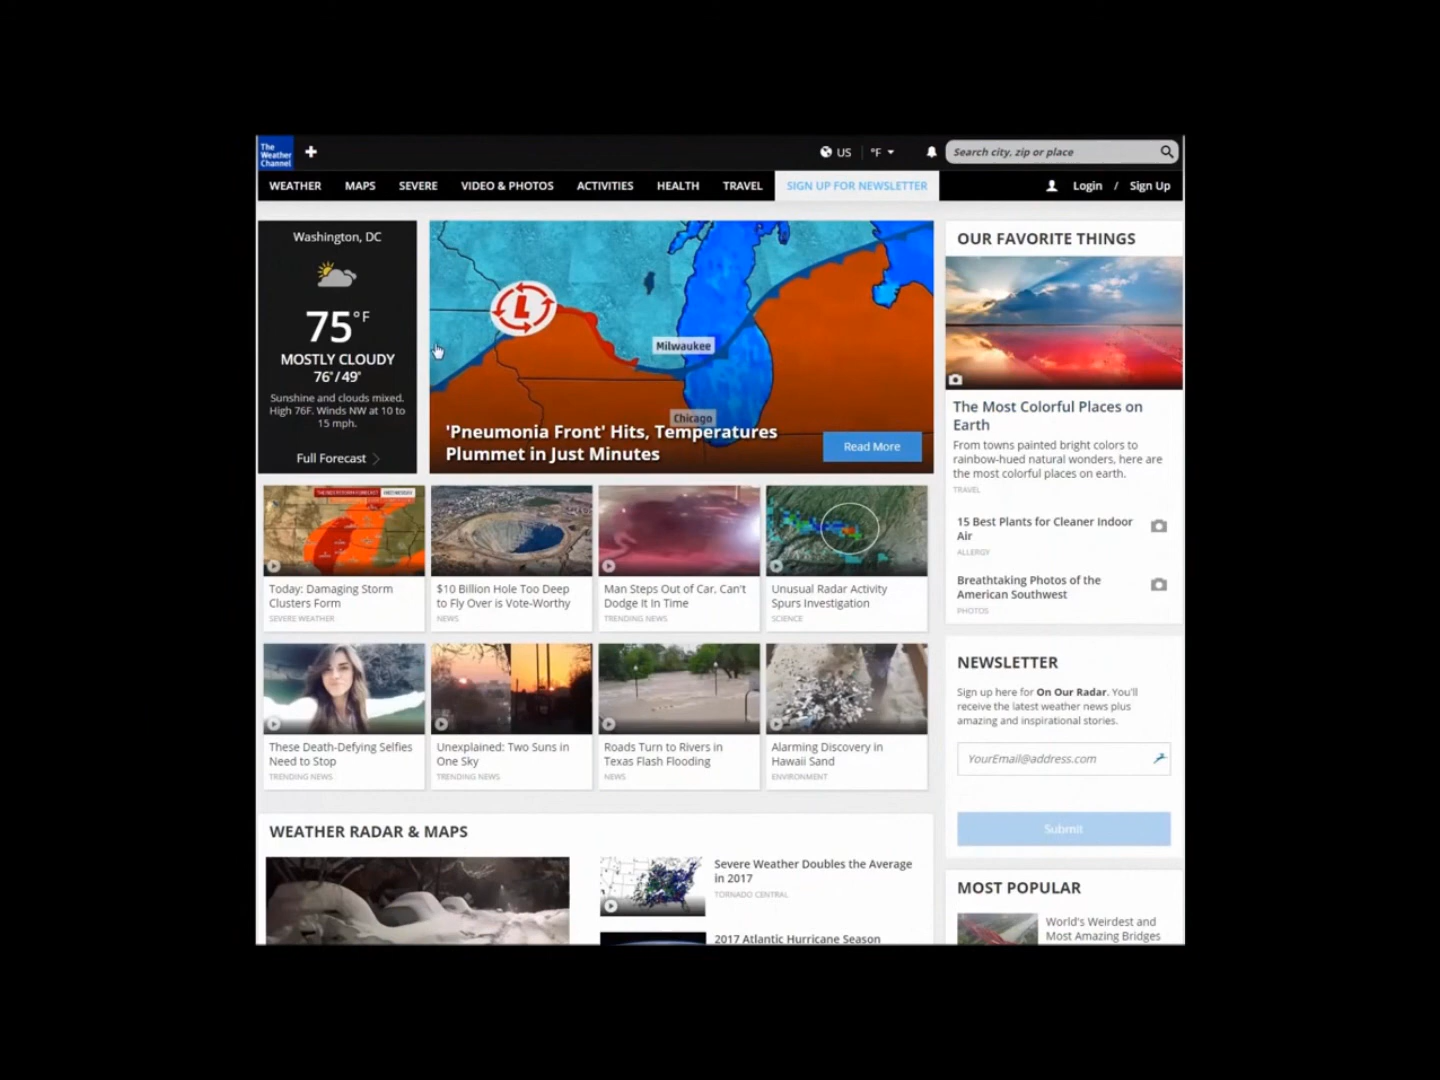 The
Weather
Channel
US
°F
Search city, zip or place
WEATHER
MAPS
SEVERE
VIDEO & PHOTOS
ACTIVITIES
HEALTH
TRAVEL
SIGN UP FOR NEWSLETTER
Login / Sign Up
Washington, DC
75°F
MOSTLY CLOUDY
76°/49°
Sunshine and clouds mixed.
High 76F. Winds NW at 10 to
15 mph.
Full Forecast
L
Milwaukee
Chicago
'Pneumonia Front' Hits, Temperatures
Plummet in Just Minutes
Read More
Today: Damaging Storm
Clusters Form
SEVERE WEATHER
$10 Billion Hole Too Deep
to Fly Over is Vote-Worthy
NEWS
Man Steps Out of Car, Can't
Dodge It In Time
TRENDING NEWS
Unusual Radar Activity
Spurs Investigation
SCIENCE
These Death-Defying Selfies
Need to Stop
TRENDING NEWS
Unexplained: Two Suns in
One Sky
TRENDING NEWS
Roads Turn to Rivers in
Texas Flash Flooding
NEWS
Alarming Discovery in
Hawaii Sand
ENVIRONMENT
WEATHER RADAR & MAPS
Severe Weather Doubles the Average
in 2017
TORNADO CENTRAL
2017 Atlantic Hurricane Season
OUR FAVORITE THINGS
The Most Colorful Places on
Earth
From towns painted bright colors to
rainbow-hued natural wonders, here are
the most colorful places on earth.
TRAVEL
15 Best Plants for Cleaner Indoor
Air
ALLERGY
Breathtaking Photos of the
American Southwest
PHOTOS
NEWSLETTER
Sign up here for On Our Radar. You'll
receive the latest weather news plus
amazing and inspirational stories.
YourEmail@address.com
Submit
MOST POPULAR
World's Weirdest and
Most Amazing Bridges